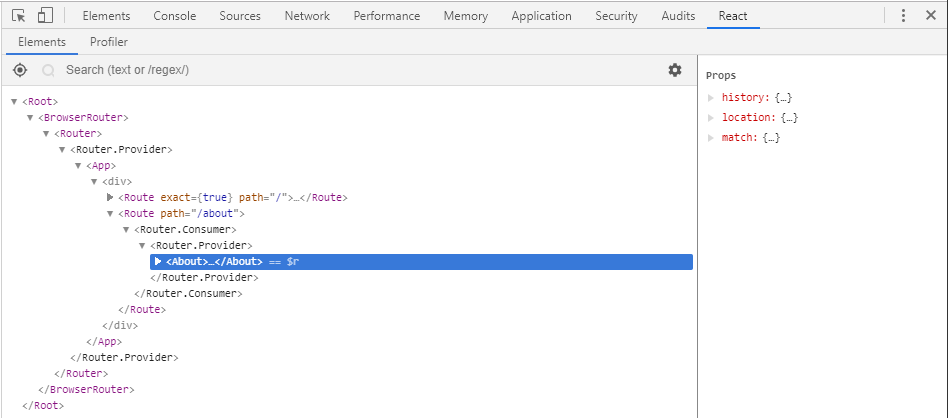 Elements Console Sources Network Performance Memory Application Security Audits React
Elements Profiler
Search (text or /regex/)
<Root>
<BrowserRouter>
<Router>
<Router.Provider>
<App>
<div>
<Route exact={true} path="/">…</Route>
<Route path="/about">
<Router.Consumer>
<Router.Provider>
<About>…</About> == $r
</Router.Provider>
</Router.Consumer>
</Route>
</div>
</App>
</Router.Provider>
</Router>
</BrowserRouter>
</Root>
Props
history: {…}
location: {…}
match: {…}